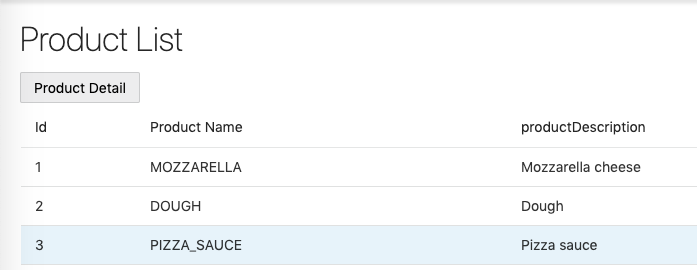 Product List
Product Detail
Id Product Name productDescription
1 MOZZARELLA Mozzarella cheese
2 DOUGH Dough
3 PIZZA_SAUCE Pizza sauce